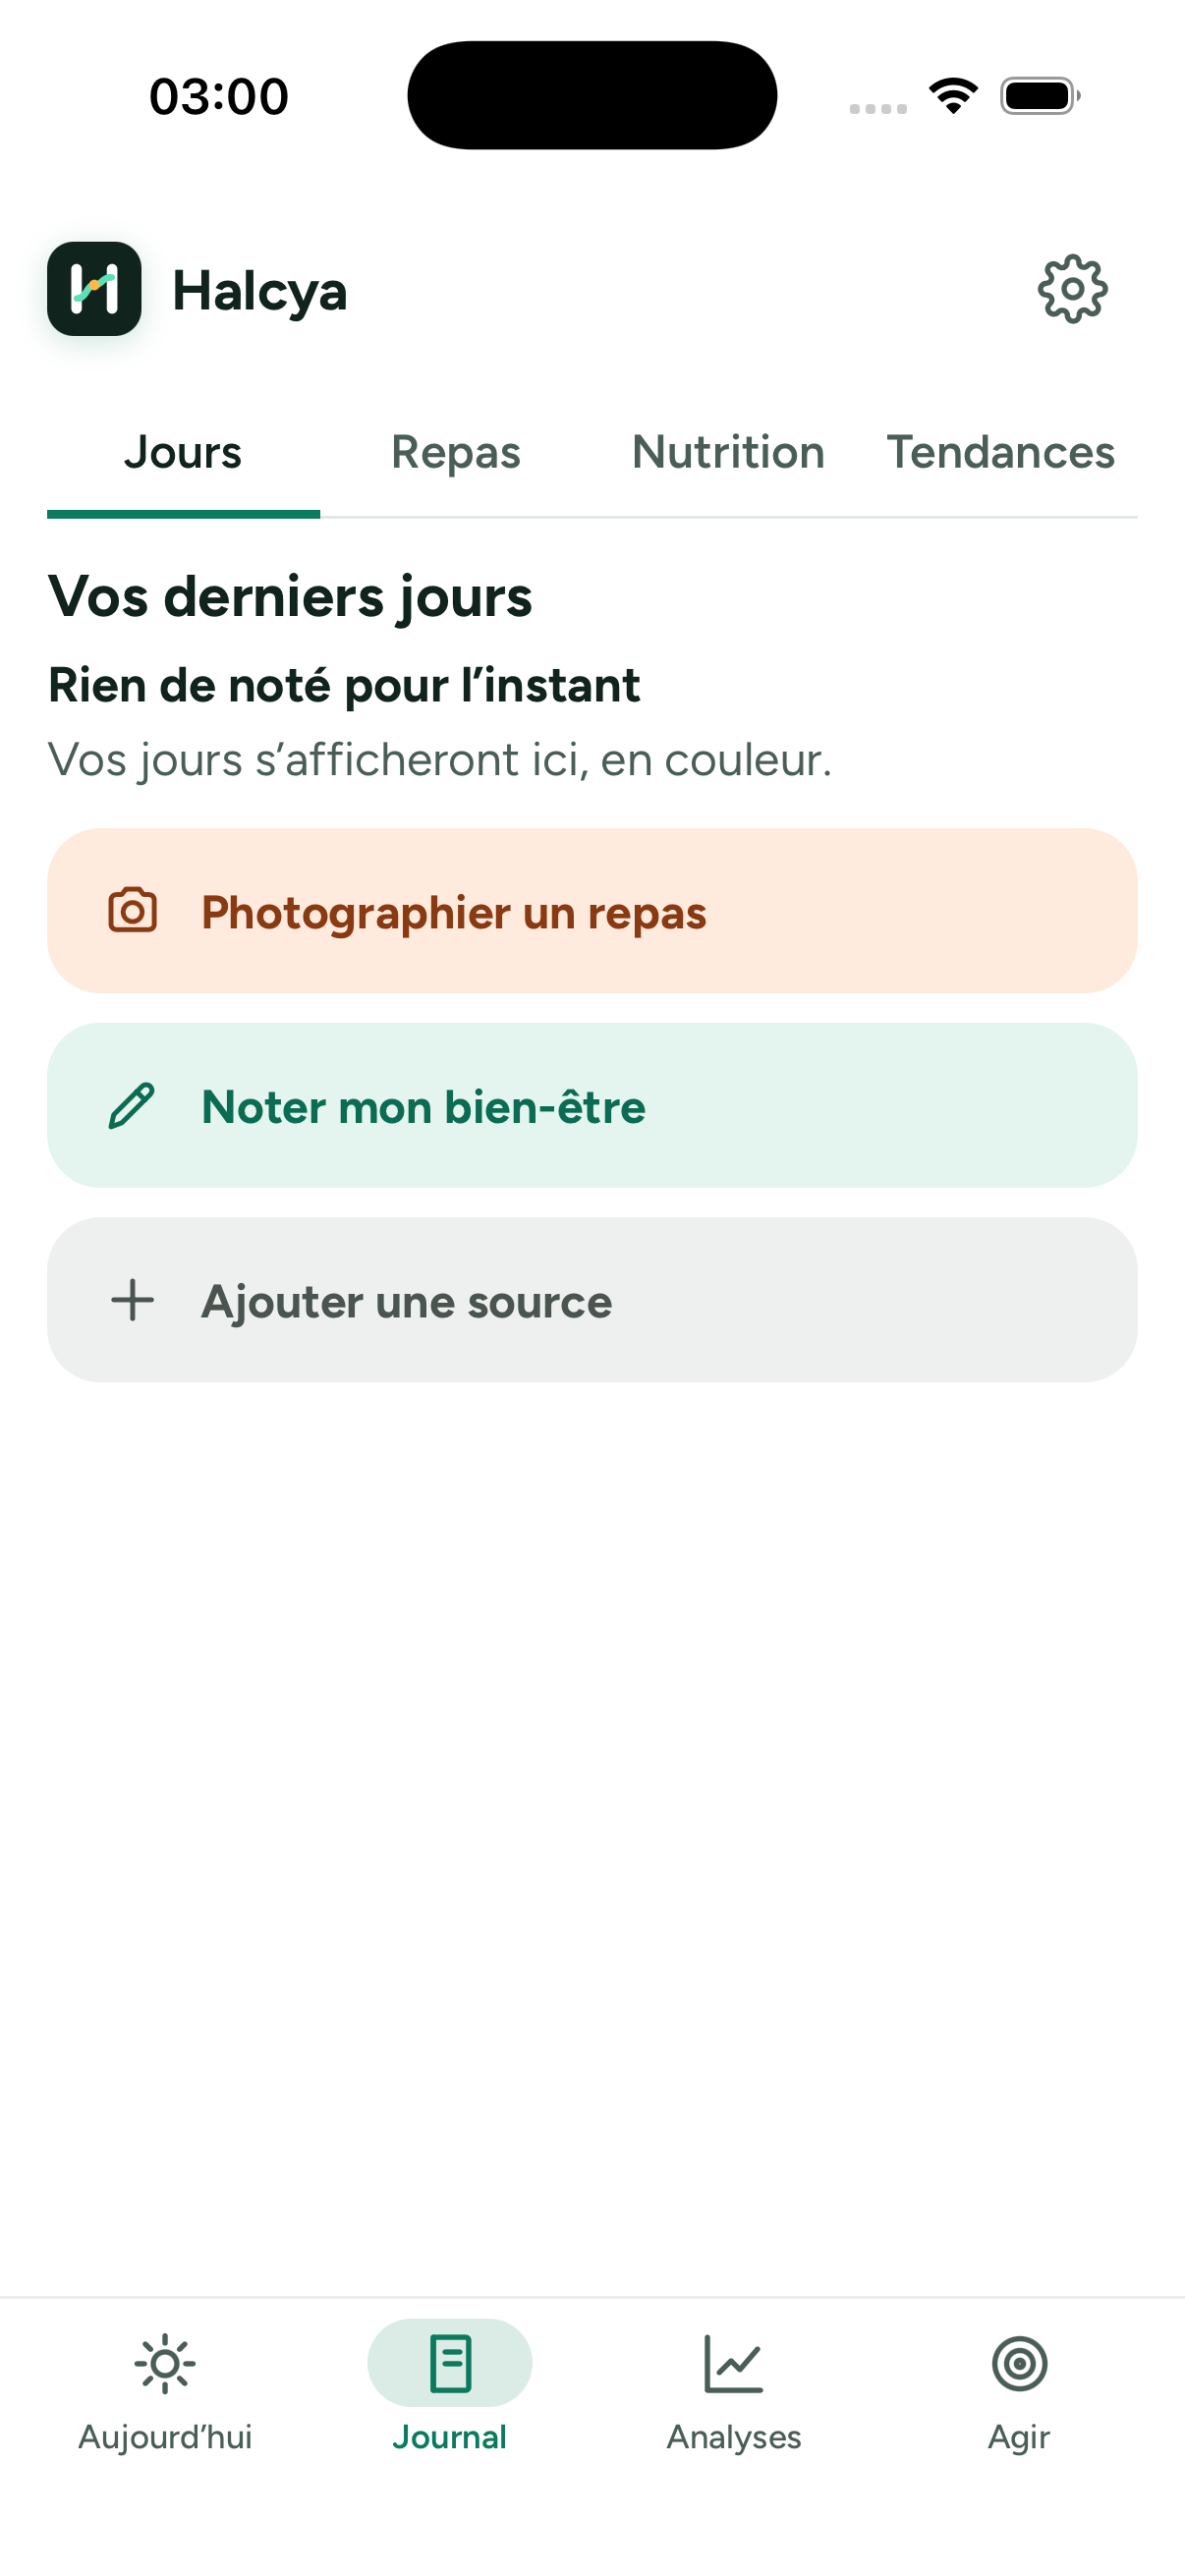 03:00
Halcya
Jours Repas Nutrition Tendances
Vos derniers jours
Rien de noté pour l’instant
Vos jours s’afficheront ici, en couleur.
Photographier un repas
Noter mon bien-être
Ajouter une source
Aujourd’hui Journal Analyses Agir